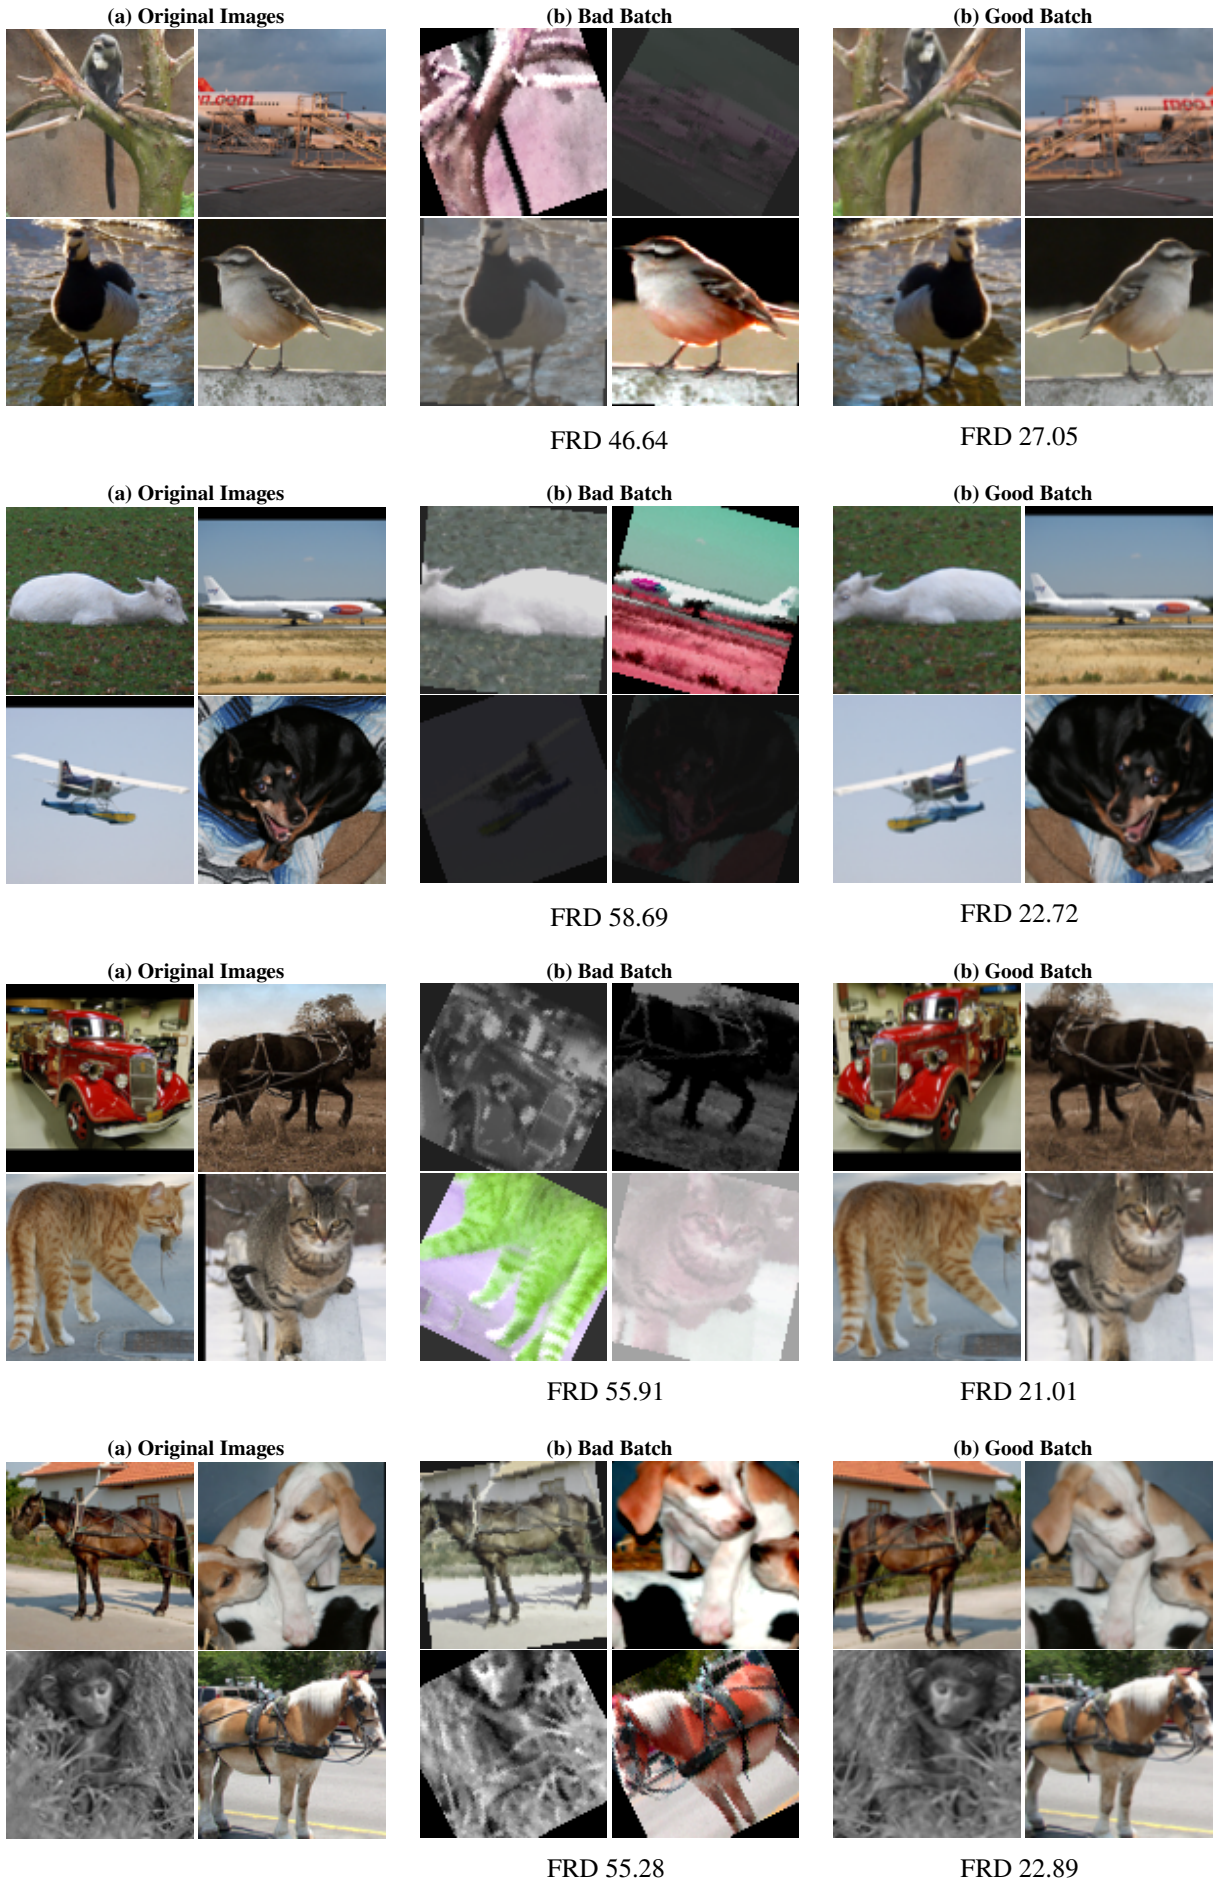 (a) Original Images (b) Bad Batch (b) Good Batch
n.com
FRD 46.64 FRD 27.05
(a) Original Images (b) Bad Batch (b) Good Batch
FRD 58.69 FRD 22.72
(a) Original Images (b) Bad Batch (b) Good Batch
FRD 55.91 FRD 21.01
(a) Original Images (b) Bad Batch (b) Good Batch
FRD 55.28 FRD 22.89